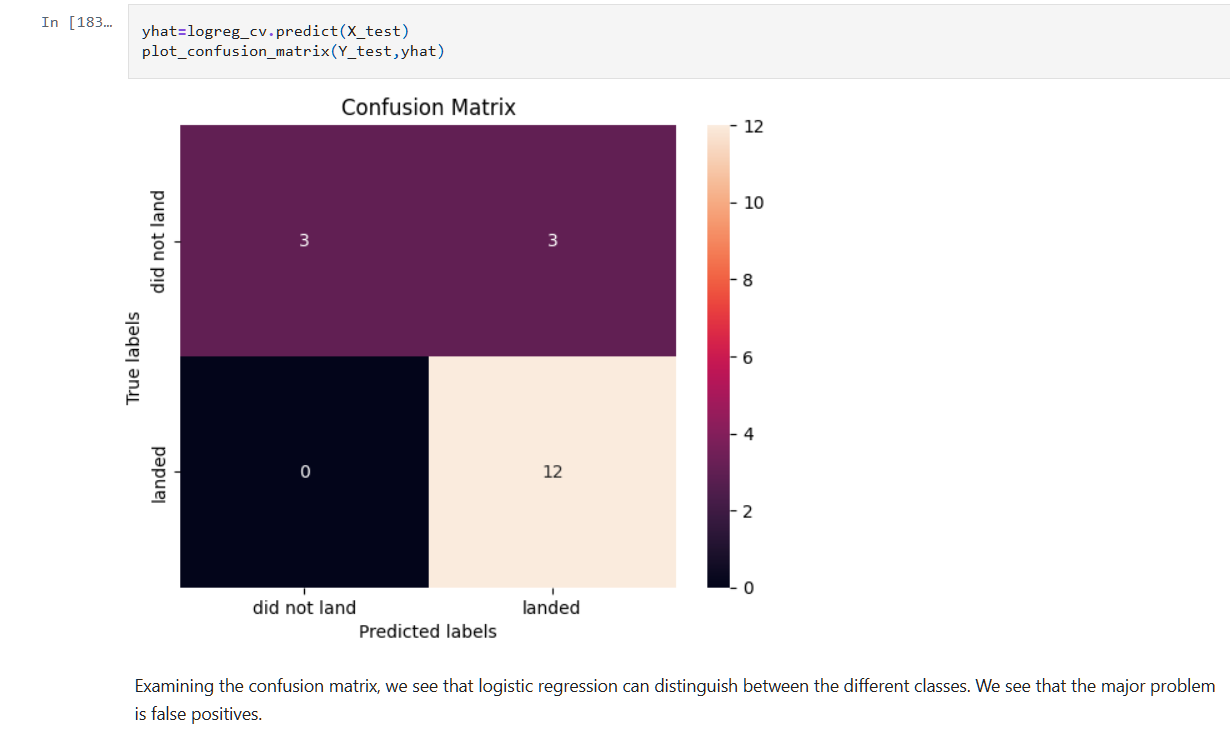 In [183…
yhat=logreg_cv.predict(X_test)
plot_confusion_matrix(Y_test,yhat)
Confusion Matrix
did not land
landed
True labels
3
3
0
12
did not land
landed
Predicted labels
12
10
8
6
4
2
0
Examining the confusion matrix, we see that logistic regression can distinguish between the different classes. We see that the major problem
is false positives.